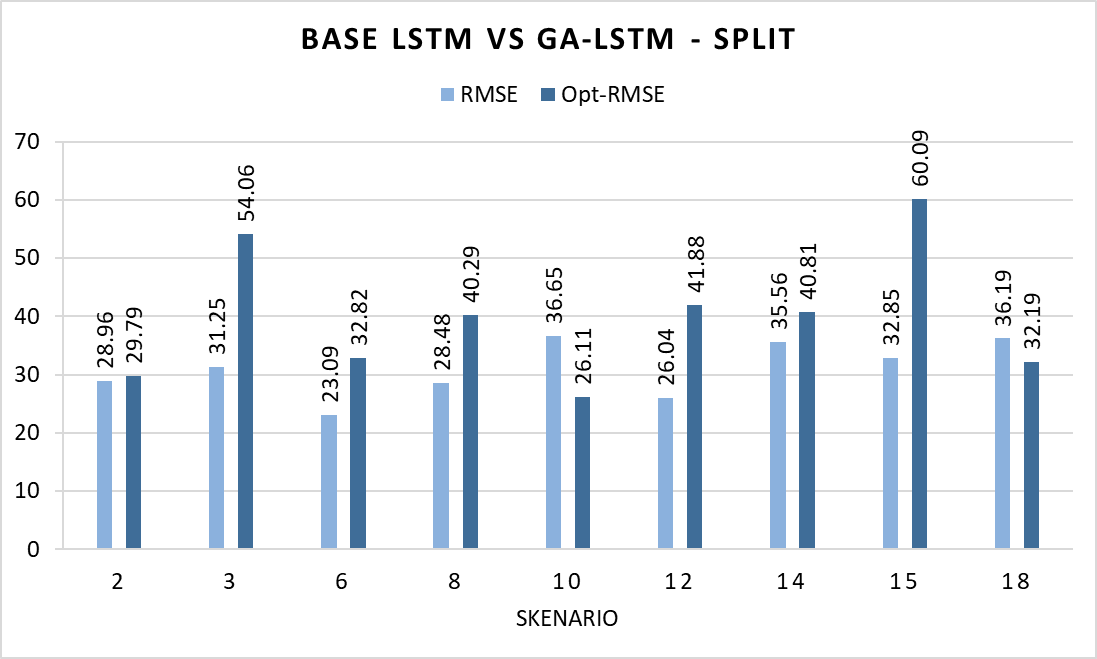 BASE LSTM VS GA-LSTM - SPLIT
RMSE Opt-RMSE
70
60
50
40
30
20
10
0
28.96 29.79 31.25 54.06 23.09 32.82 28.48 40.29 36.65 26.11 26.04 41.88 35.56 40.81 32.85 60.09 36.19 32.19
2 3 6 8 10 12 14 15 18
SKENARIO